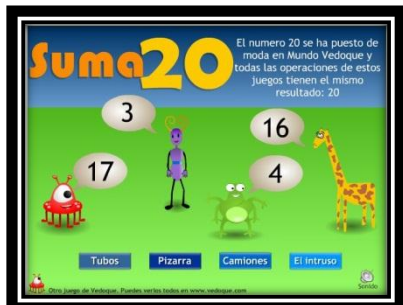 Suma20
El numero 20 se ha puesto de
moda en Mundo Vedoque y
todas las operaciones de estos
juegos tienen el mismo
resultado: 20
3
16
17
4
Tubos
Pizarra
Camiones
El intruso
Otro juego de Vedoque. Puedes verlos todos en www.vedoque.com
Sonido